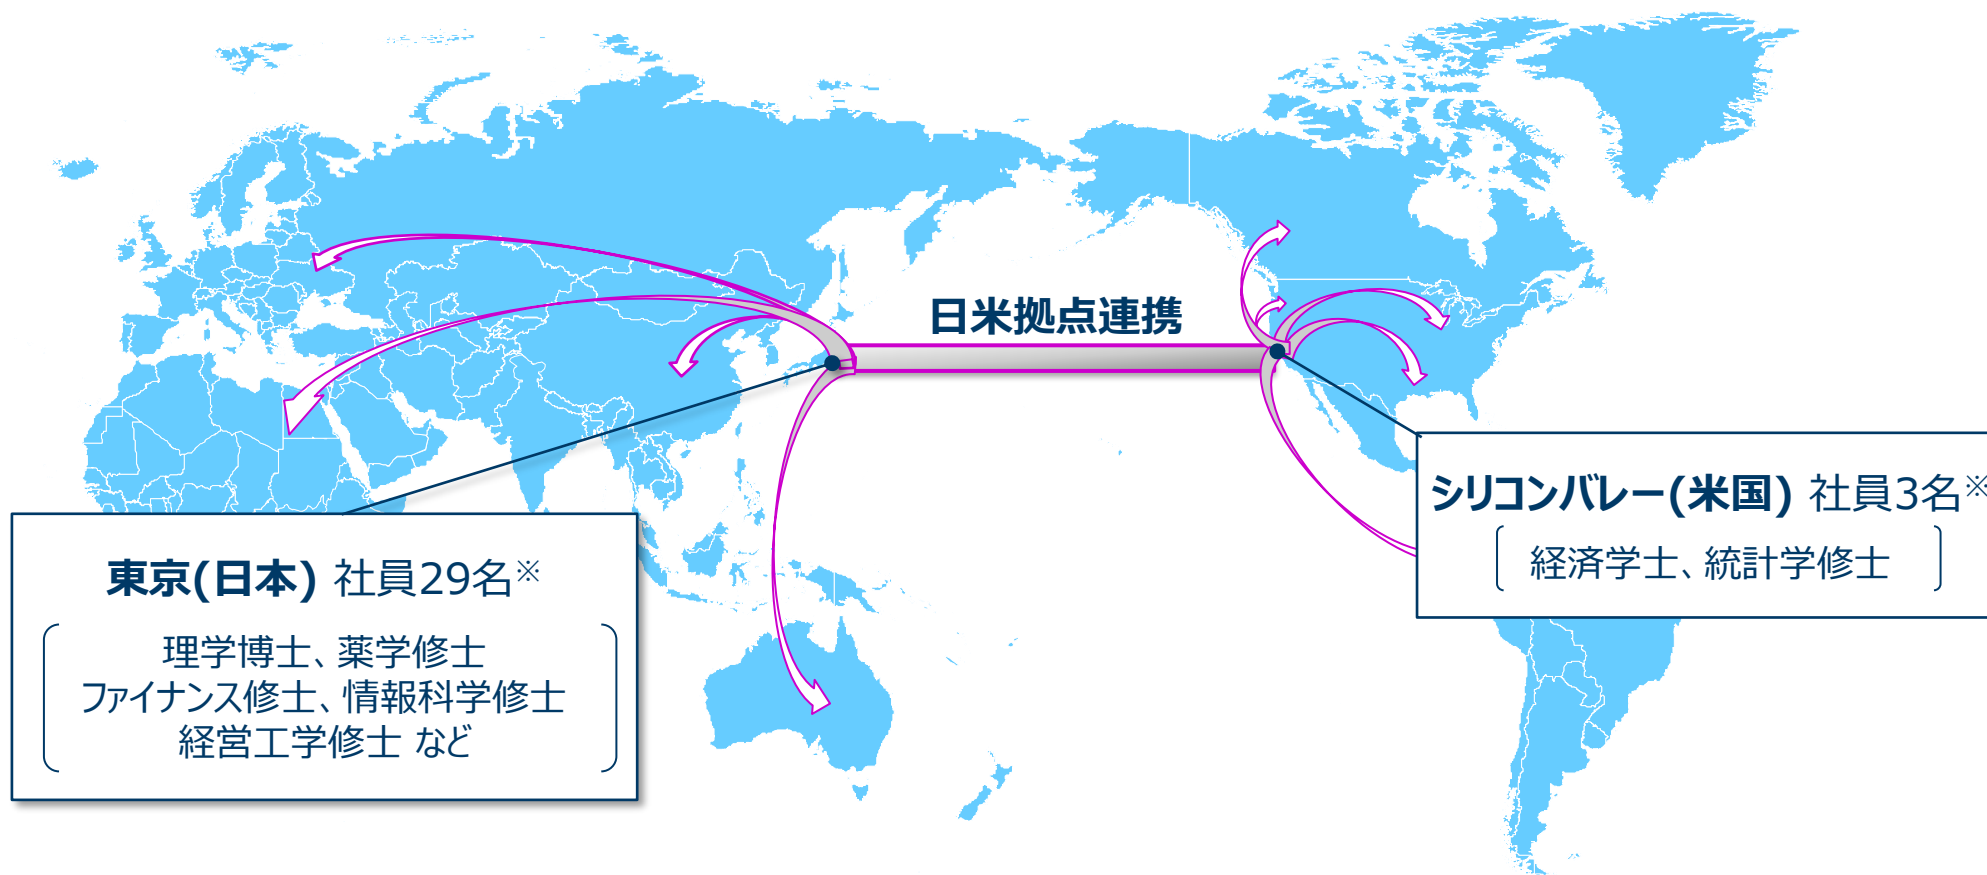 日米拠点連携
シリコンバレー(米国) 社員3名※
経済学士、統計学修士
東京(日本) 社員29名※
理学博士、薬学修士
ファイナンス修士、情報科学修士
経営工学修士 など